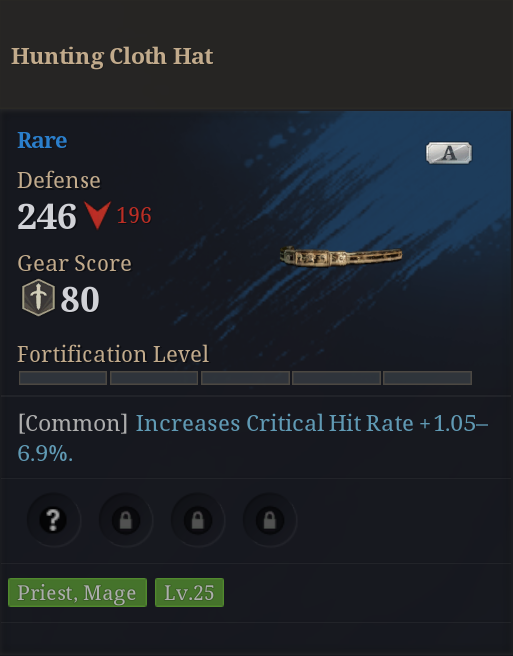 Hunting Cloth Hat
Rare
A
Defense
246 196
Gear Score
80
Fortification Level
[Common] Increases Critical Hit Rate +1.05–
6.9%.
?
Priest, Mage Lv.25